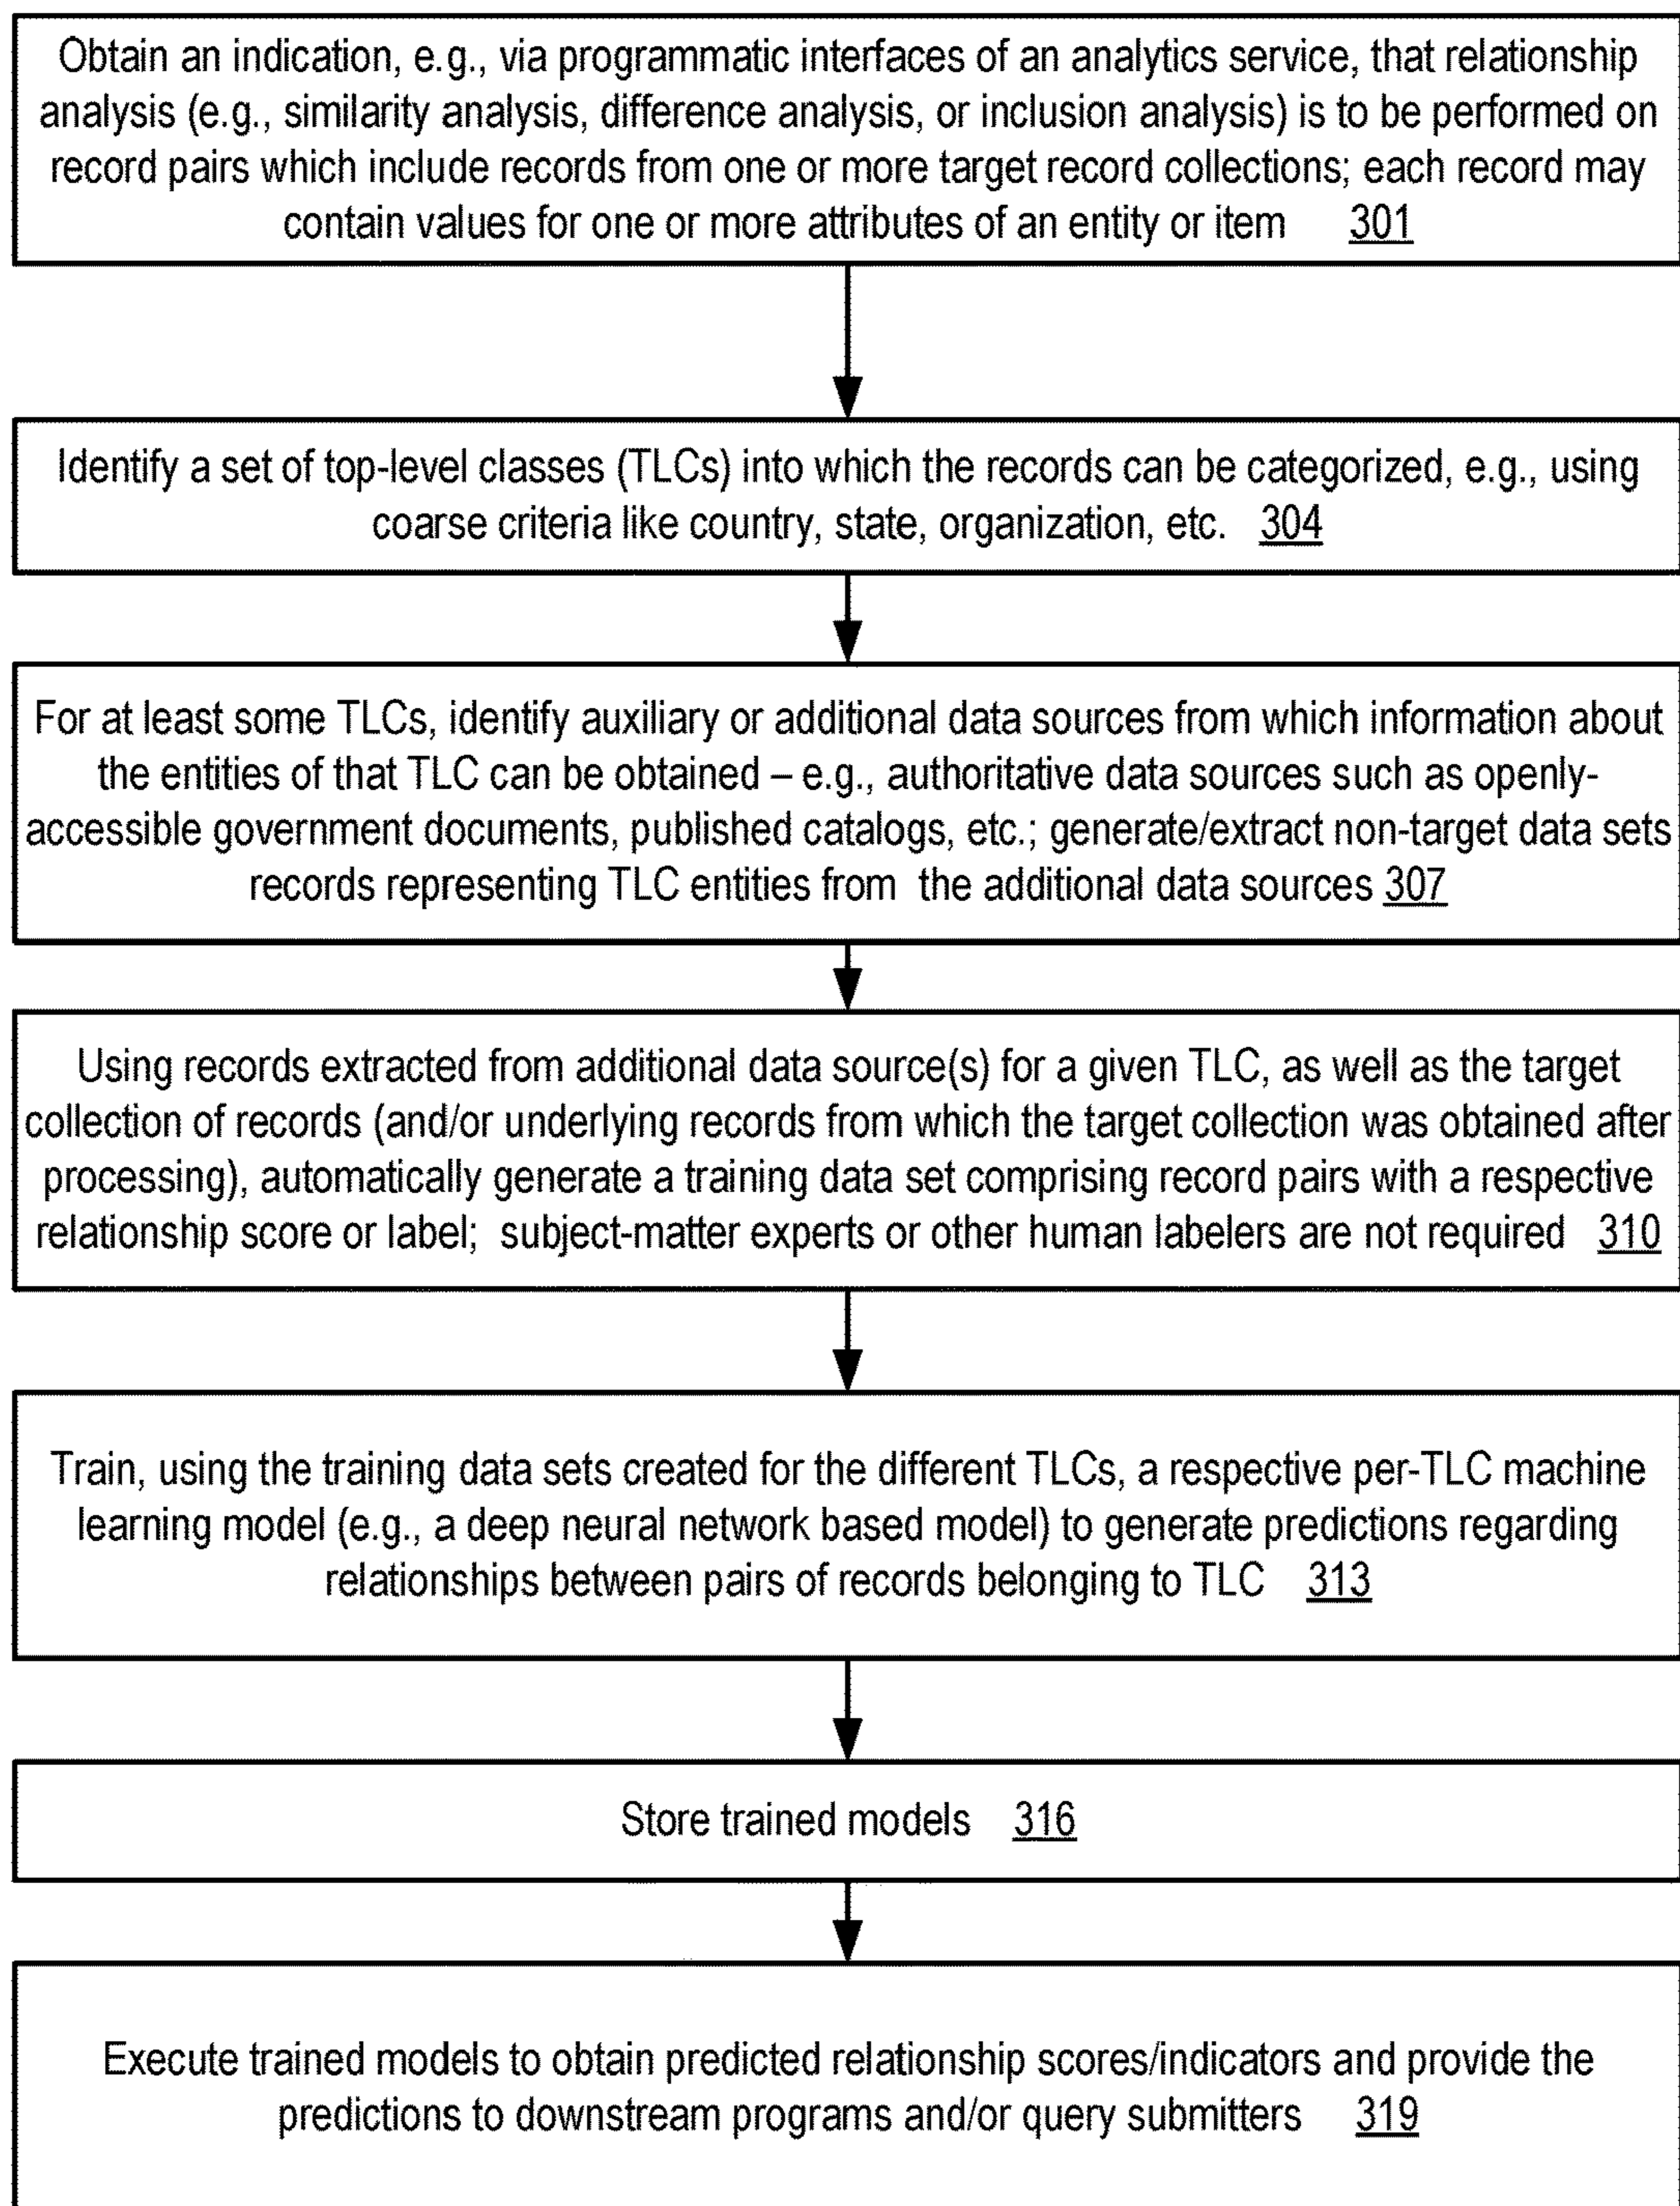 Obtain an indication, e.g., via programmatic interfaces of an analytics service, that relationship
analysis (e.g., similarity analysis, difference analysis, or inclusion analysis) is to be performed on
record pairs which include records from one or more target record collections; each record may
contain values for one or more attributes of an entity or item 301
Identify a set of top-level classes (TLCs) into which the records can be categorized, e.g., using
coarse criteria like country, state, organization, etc. 304
For at least some TLCs, identify auxiliary or additional data sources from which information about
the entities of that TLC can be obtained – e.g., authoritative data sources such as openly-
accessible government documents, published catalogs, etc.; generate/extract non-target data sets
records representing TLC entities from the additional data sources 307
Using records extracted from additional data source(s) for a given TLC, as well as the target
collection of records (and/or underlying records from which the target collection was obtained after
processing), automatically generate a training data set comprising record pairs with a respective
relationship score or label; subject-matter experts or other human labelers are not required 310
Train, using the training data sets created for the different TLCs, a respective per-TLC machine
learning model (e.g., a deep neural network based model) to generate predictions regarding
relationships between pairs of records belonging to TLC 313
Store trained models 316
Execute trained models to obtain predicted relationship scores/indicators and provide the
predictions to downstream programs and/or query submitters 319